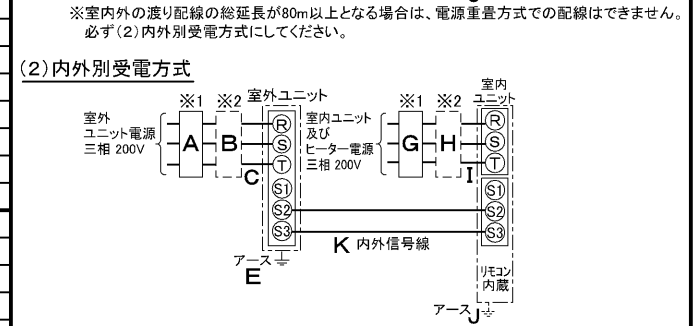 ※室内外の渡り配線の総延長が80m以上となる場合は、電源重畳方式での配線はできません。
必ず(2)内外別受電方式にしてください。
(2)内外別受電方式
室外
ユニット電源
三相 200V
※1
※2
室外ユニット
A
B
C
R
S
T
S1
S2
S3
アース
E
室内ユニット
及び
ヒーター電源
三相 200V
※1
※2
室内
ユニット
G
H
I
R
S
T
S1
S2
S3
K 内外信号線
リモコン
内蔵
アース
J